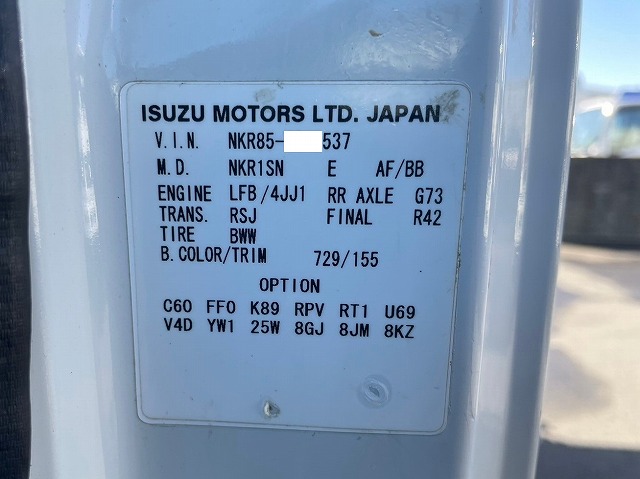 ISUZU MOTORS LTD. JAPAN
V.I.N. NKR85- 537
M.D. NKR1SN E AF/BB
ENGINE LFB/4JJ1 RR AXLE G73
TRANS. RSJ FINAL R42
TIRE BWW
B.COLOR/TRIM 729/155
OPTION
C60 FF0 K89 RPV RT1 U69
V4D YW1 25W 8GJ 8JM 8KZ